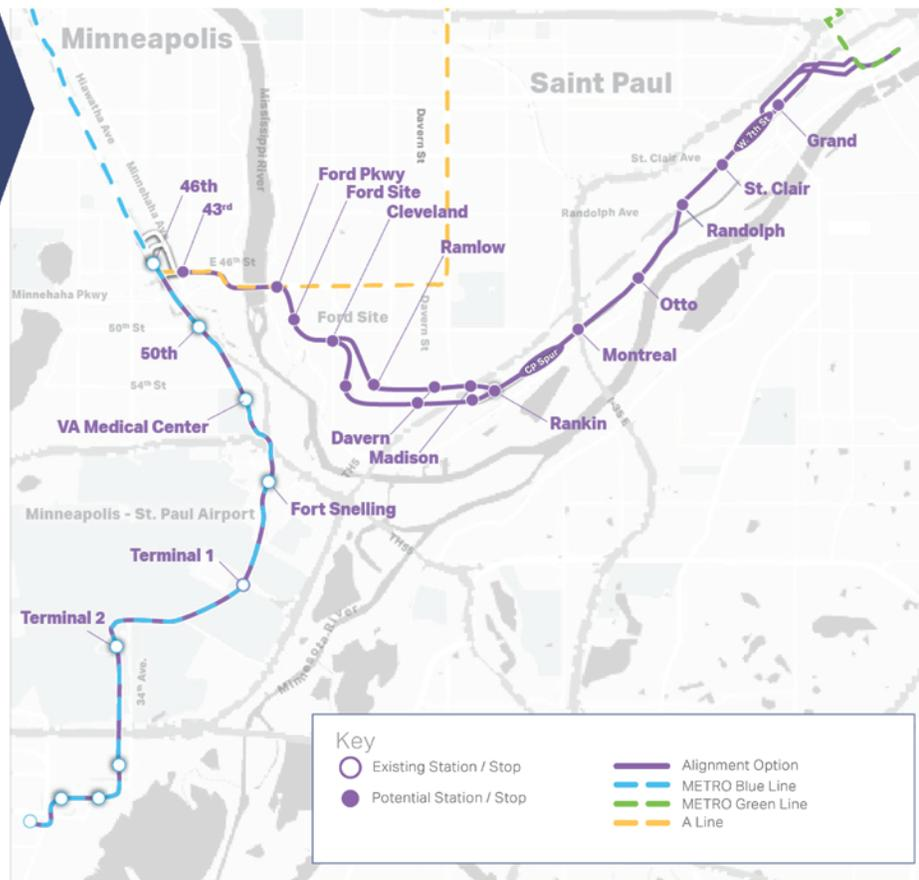 Minneapolis
Saint Paul
Hiawatha Ave
Mississippi River
Davern St
W. 7th St
Grand
St. Clair Ave
Minnehaha Av
Ford Pkwy
46th
Ford Site
St. Clair
43rd
Cleveland
Randolph Ave
Randolph
Ramlow
E 46th St
Minnehaha Pkwy
Otto
Ford Site
Davern St
50th St
50th
Montreal
CP Spur
54th St
VA Medical Center
Davern
Rankin
I-35 E
Madison
TH5
Fort Snelling
Minneapolis - St. Paul Airport
TH55
Terminal 1
Terminal 2
Minnesota River
34th Ave.
Key
Existing Station / Stop
Potential Station / Stop
Alignment Option
METRO Blue Line
METRO Green Line
A Line